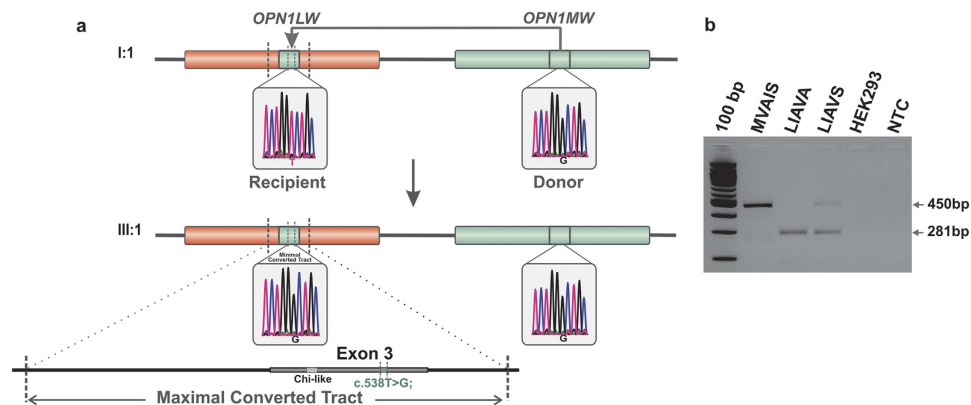 a
OPN1LW
OPN1MW
I:1
T
G
Recipient
Donor
III:1
Minimal
Converted Tract
G
G
Exon 3
Chi-like
c.538T>G;
Maximal Converted Tract
b
100 bp
MVAIS
LIAVA
LIAVS
HEK293
NTC
450bp
281bp